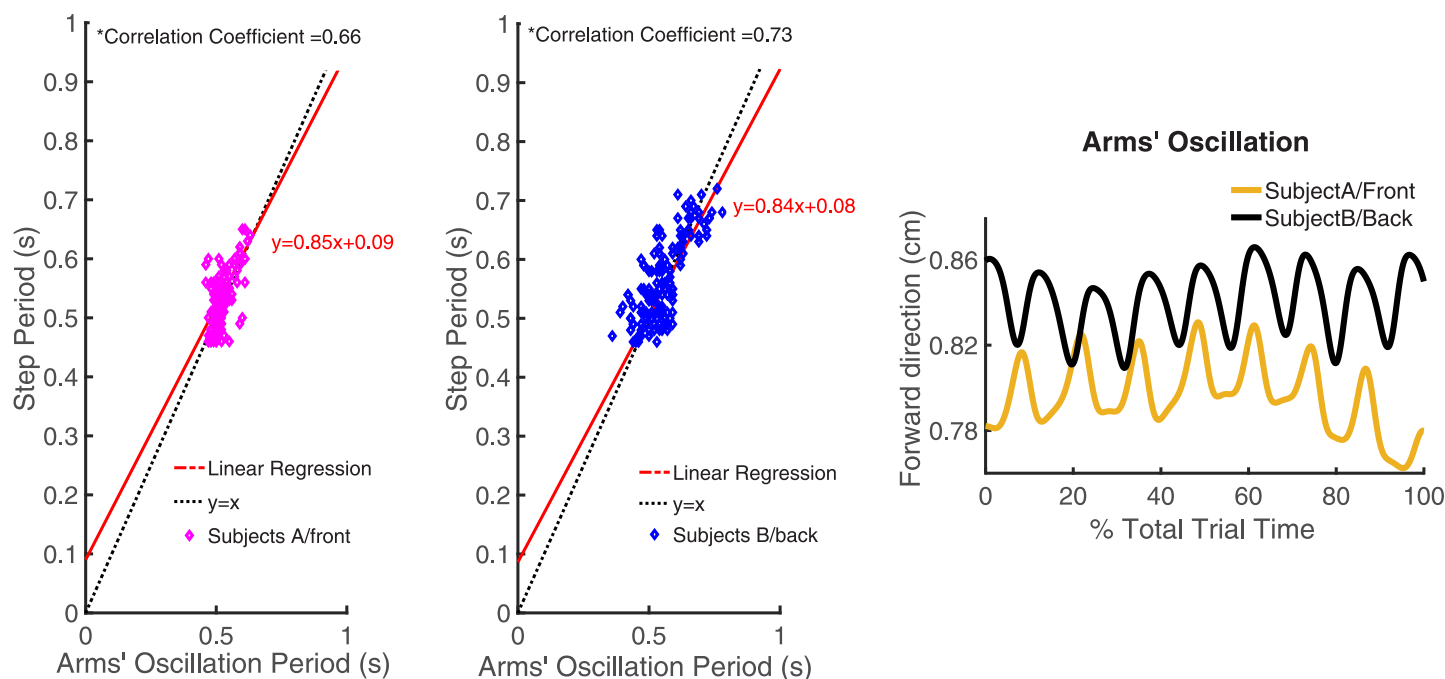 *Correlation Coefficient =0.66
1
0.9
0.8
0.7
0.6
0.5
0.4
0.3
0.2
0.1
0
Step Period (s)
y=0.85x+0.09
Linear Regression
y=x
Subjects A/front
0
0.5
1
Arms' Oscillation Period (s)
*Correlation Coefficient =0.73
1
0.9
0.8
0.7
0.6
0.5
0.4
0.3
0.2
0.1
0
Step Period (s)
y=0.84x+0.08
Linear Regression
y=x
Subjects B/back
0
0.5
1
Arms' Oscillation Period (s)
Arms' Oscillation
SubjectA/Front
SubjectB/Back
Forward direction (cm)
0.86
0.82
0.78
0
20
40
60
80
100
% Total Trial Time